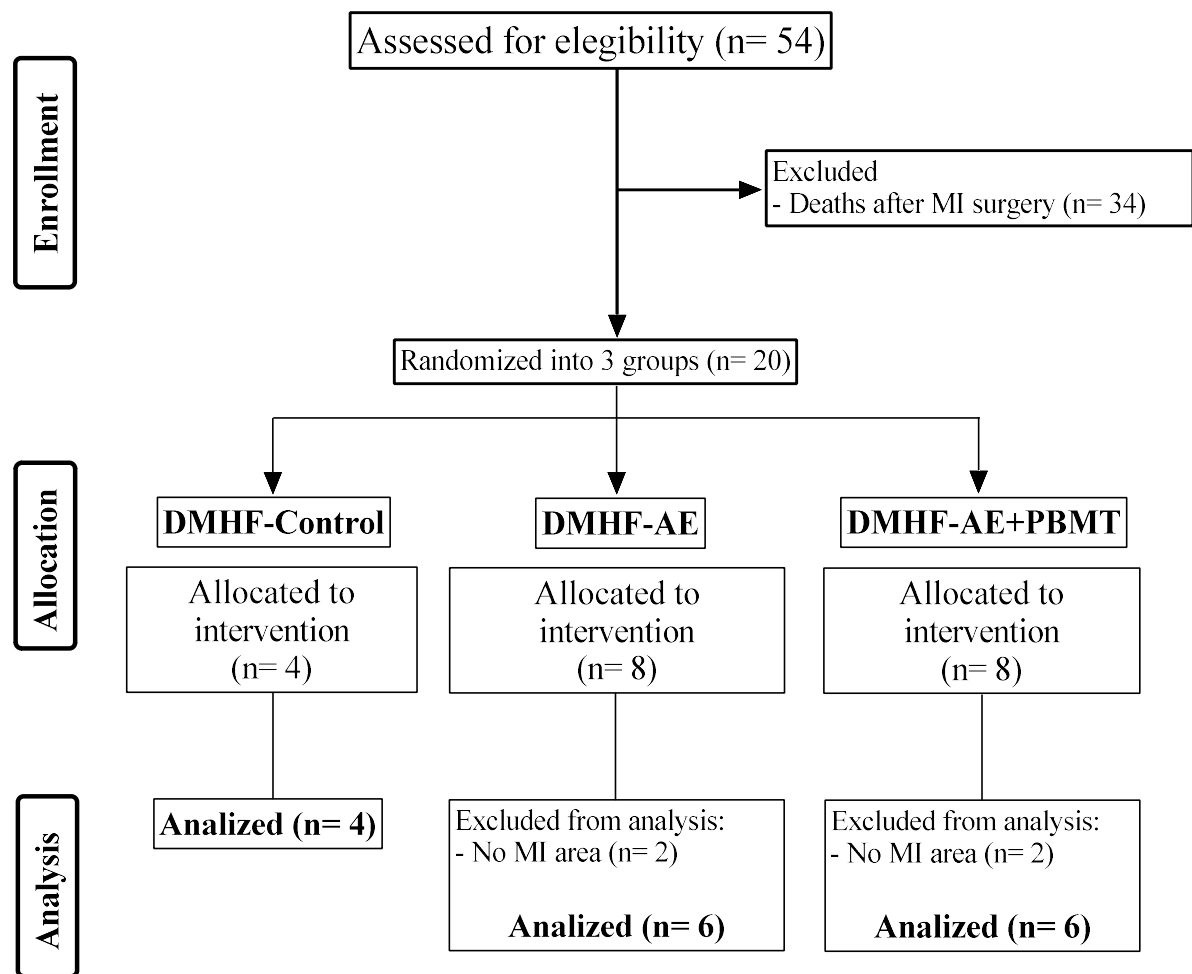 Assessed for elegibility (n= 54)
Enrollment
Excluded
- Deaths after MI surgery (n= 34)
Randomized into 3 groups (n= 20)
Allocation
DMHF-Control
DMHF-AE
DMHF-AE+PBMT
Allocated to
intervention
(n= 4)
Allocated to
intervention
(n= 8)
Allocated to
intervention
(n= 8)
Analysis
Analized (n= 4)
Excluded from analysis:
- No MI area (n= 2)
Analized (n= 6)
Excluded from analysis:
- No MI area (n= 2)
Analized (n= 6)